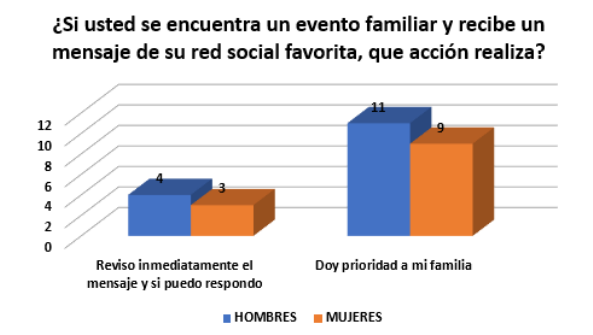 ¿Si usted se encuentra un evento familiar y recibe un
mensaje de su red social favorita, que acción realiza?
12
10
8
6
4
2
0
4
3
11
9
Reviso inmediatamente el
mensaje y si puedo respondo
Doy prioridad a mi familia
HOMBRES
MUJERES